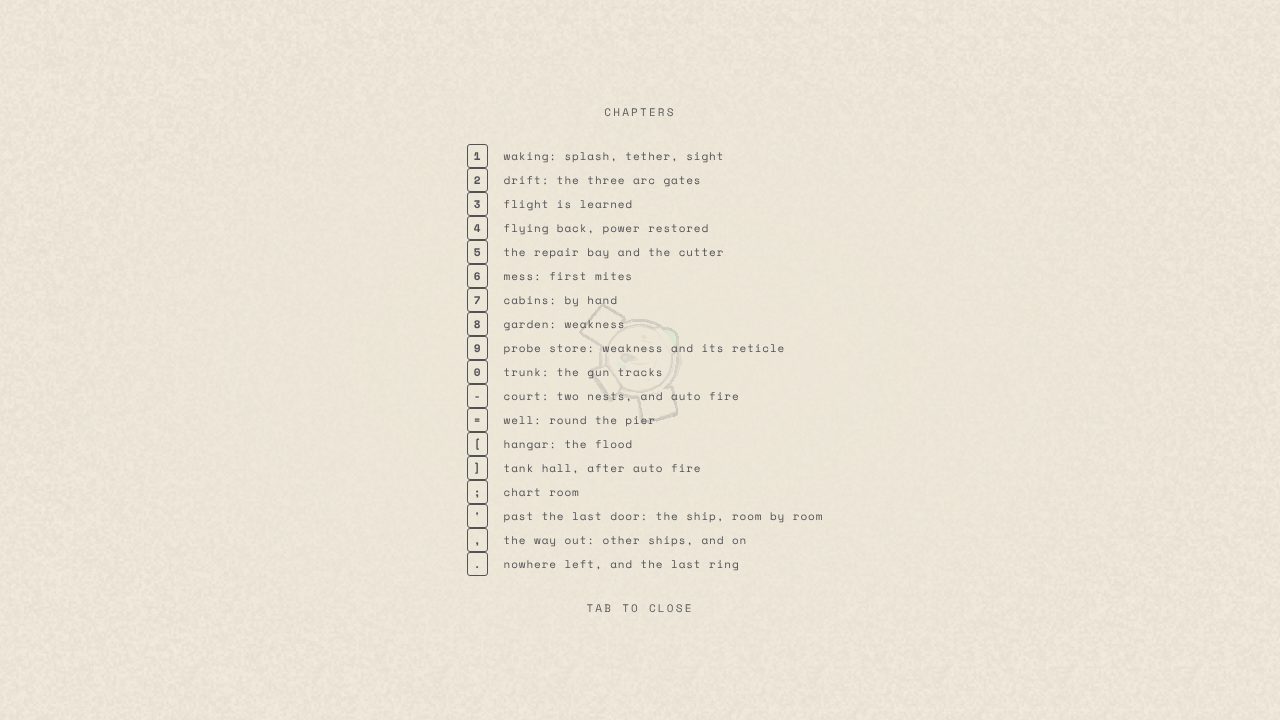 CHAPTERS
1 waking: splash, tether, sight
2 drift: the three arc gates
3 flight is learned
4 flying back, power restored
5 the repair bay and the cutter
6 mess: first mites
7 cabins: by hand
8 garden: weakness
9 probe store: weakness and its reticle
0 trunk: the gun tracks
- court: two nests, and auto fire
= well: round the pier
[ hangar: the flood
] tank hall, after auto fire
; chart room
' past the last door: the ship, room by room
, the way out: other ships, and on
. nowhere left, and the last ring
TAB TO CLOSE